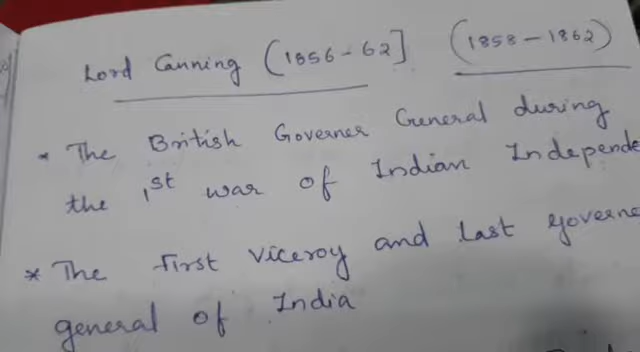 Lord Canning (1856-62] (1858-1862)
* The British Governer General during
the 1st war of Indian Independe
* The First viceroy and last governe
general of India